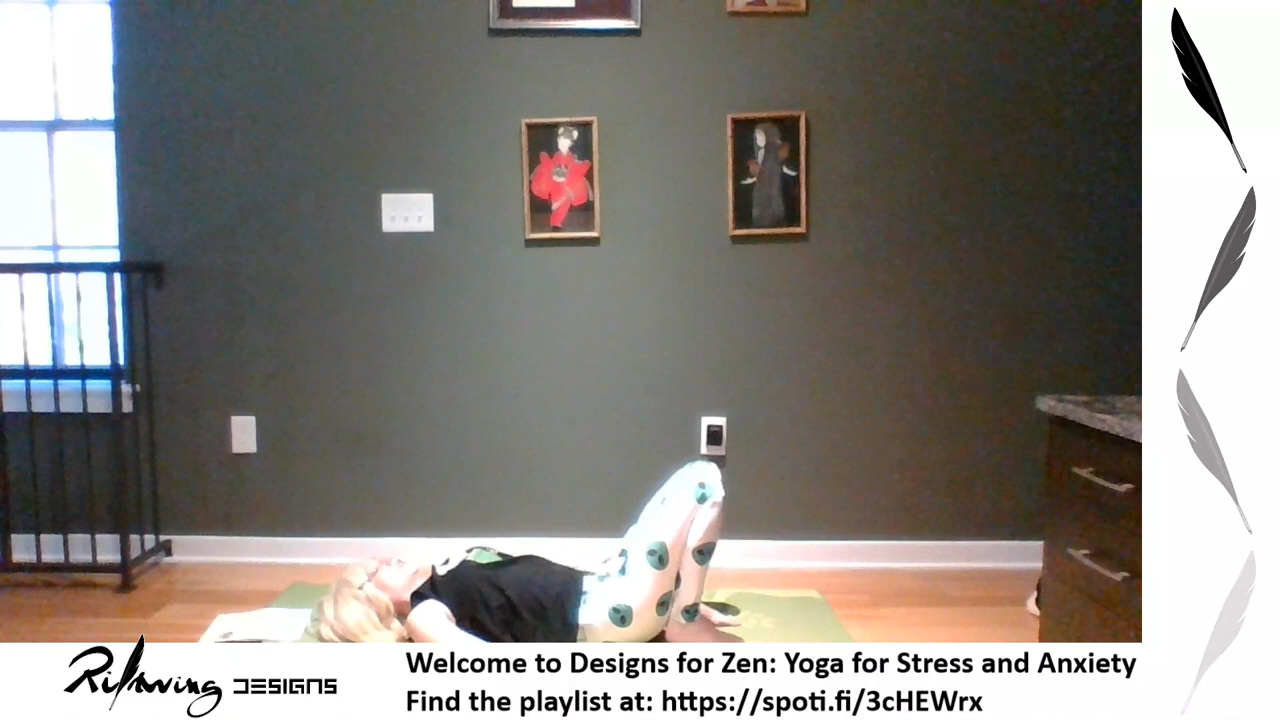 Welcome to Designs for Zen: Yoga for Stress and Anxiety
DESIGNS
Find the playlist at: https://spoti.fi/3cHEWrx